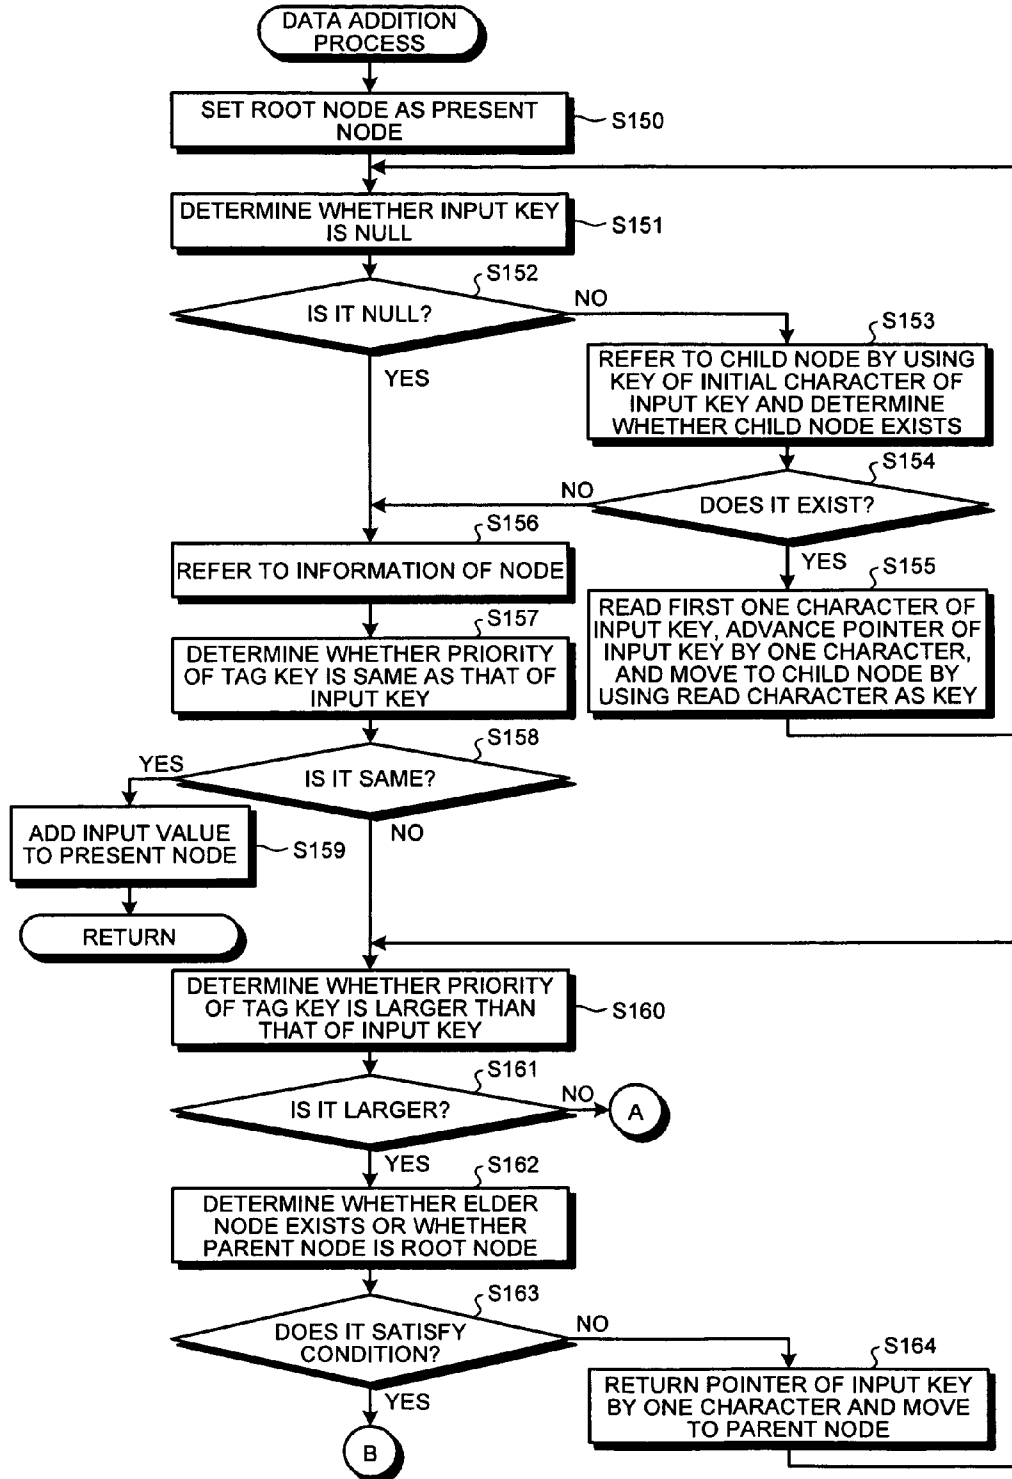 DATA ADDITION
PROCESS
SET ROOT NODE AS PRESENT
NODE
S150
DETERMINE WHETHER INPUT KEY
IS NULL
S151
S152
IS IT NULL?
NO
YES
S153
REFER TO CHILD NODE BY USING
KEY OF INITIAL CHARACTER OF
INPUT KEY AND DETERMINE
WHETHER CHILD NODE EXISTS
S154
DOES IT EXIST?
NO
YES
S155
READ FIRST ONE CHARACTER OF
INPUT KEY, ADVANCE POINTER OF
INPUT KEY BY ONE CHARACTER,
AND MOVE TO CHILD NODE BY
USING READ CHARACTER AS KEY
S156
REFER TO INFORMATION OF NODE
S157
DETERMINE WHETHER PRIORITY
OF TAG KEY IS SAME AS THAT OF
INPUT KEY
S158
IS IT SAME?
YES
NO
ADD INPUT VALUE
TO PRESENT NODE
S159
RETURN
DETERMINE WHETHER PRIORITY
OF TAG KEY IS LARGER THAN
THAT OF INPUT KEY
S160
S161
IS IT LARGER?
NO
A
YES
S162
DETERMINE WHETHER ELDER
NODE EXISTS OR WHETHER
PARENT NODE IS ROOT NODE
S163
DOES IT SATISFY
CONDITION?
NO
YES
B
S164
RETURN POINTER OF INPUT KEY
BY ONE CHARACTER AND MOVE
TO PARENT NODE